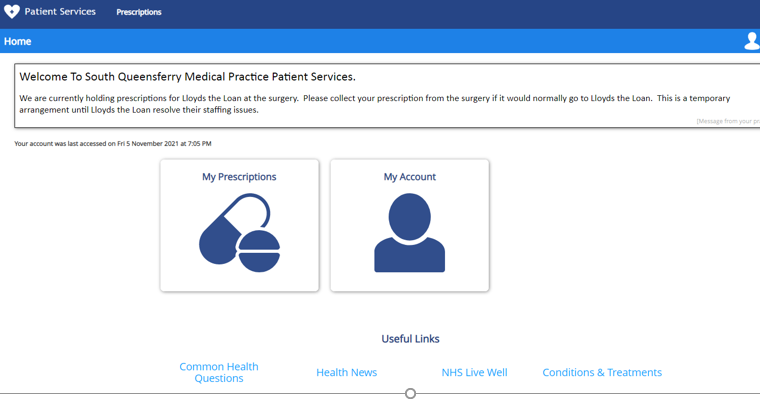 Patient Services Prescriptions
Home
Welcome To South Queensferry Medical Practice Patient Services.
We are currently holding prescriptions for Lloyds the Loan at the surgery. Please collect your prescription from the surgery if it would normally go to Lloyds the Loan. This is a temporary
arrangement until Lloyds the Loan resolve their staffing issues.
(Message from your
Your account was last accessed on Fri 5 November 2021 at 7:05 PM
My Prescriptions My Account
Useful Links
Common Health Health News NHS Live Well Conditions & Treatments
Questions